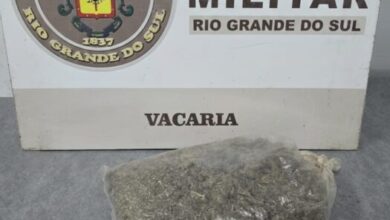 MILITAR
RIO GRANDE DO SUL
RIO GRANDE DO SUL
1837
VACARIA